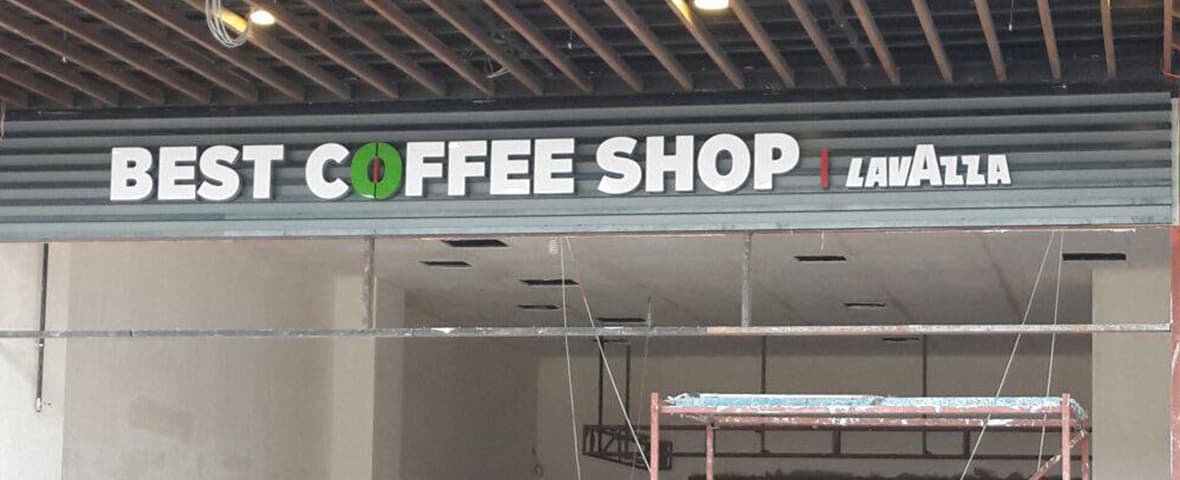 BEST COFFEE SHOP | LAVAZZA